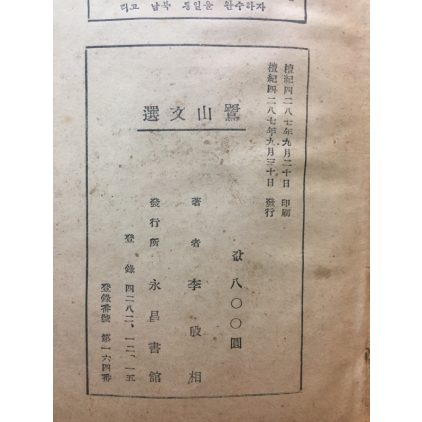 리고 남북 통일을 완수하자
檀紀四二八七年九月二十日 印刷
檀紀四二八七年九月三十日 發行
鷺山文選
값 八〇〇圓
著者 李殷相
發行所 永昌書館
登錄 四二八二、一二、一五
登錄番號 第一六四番